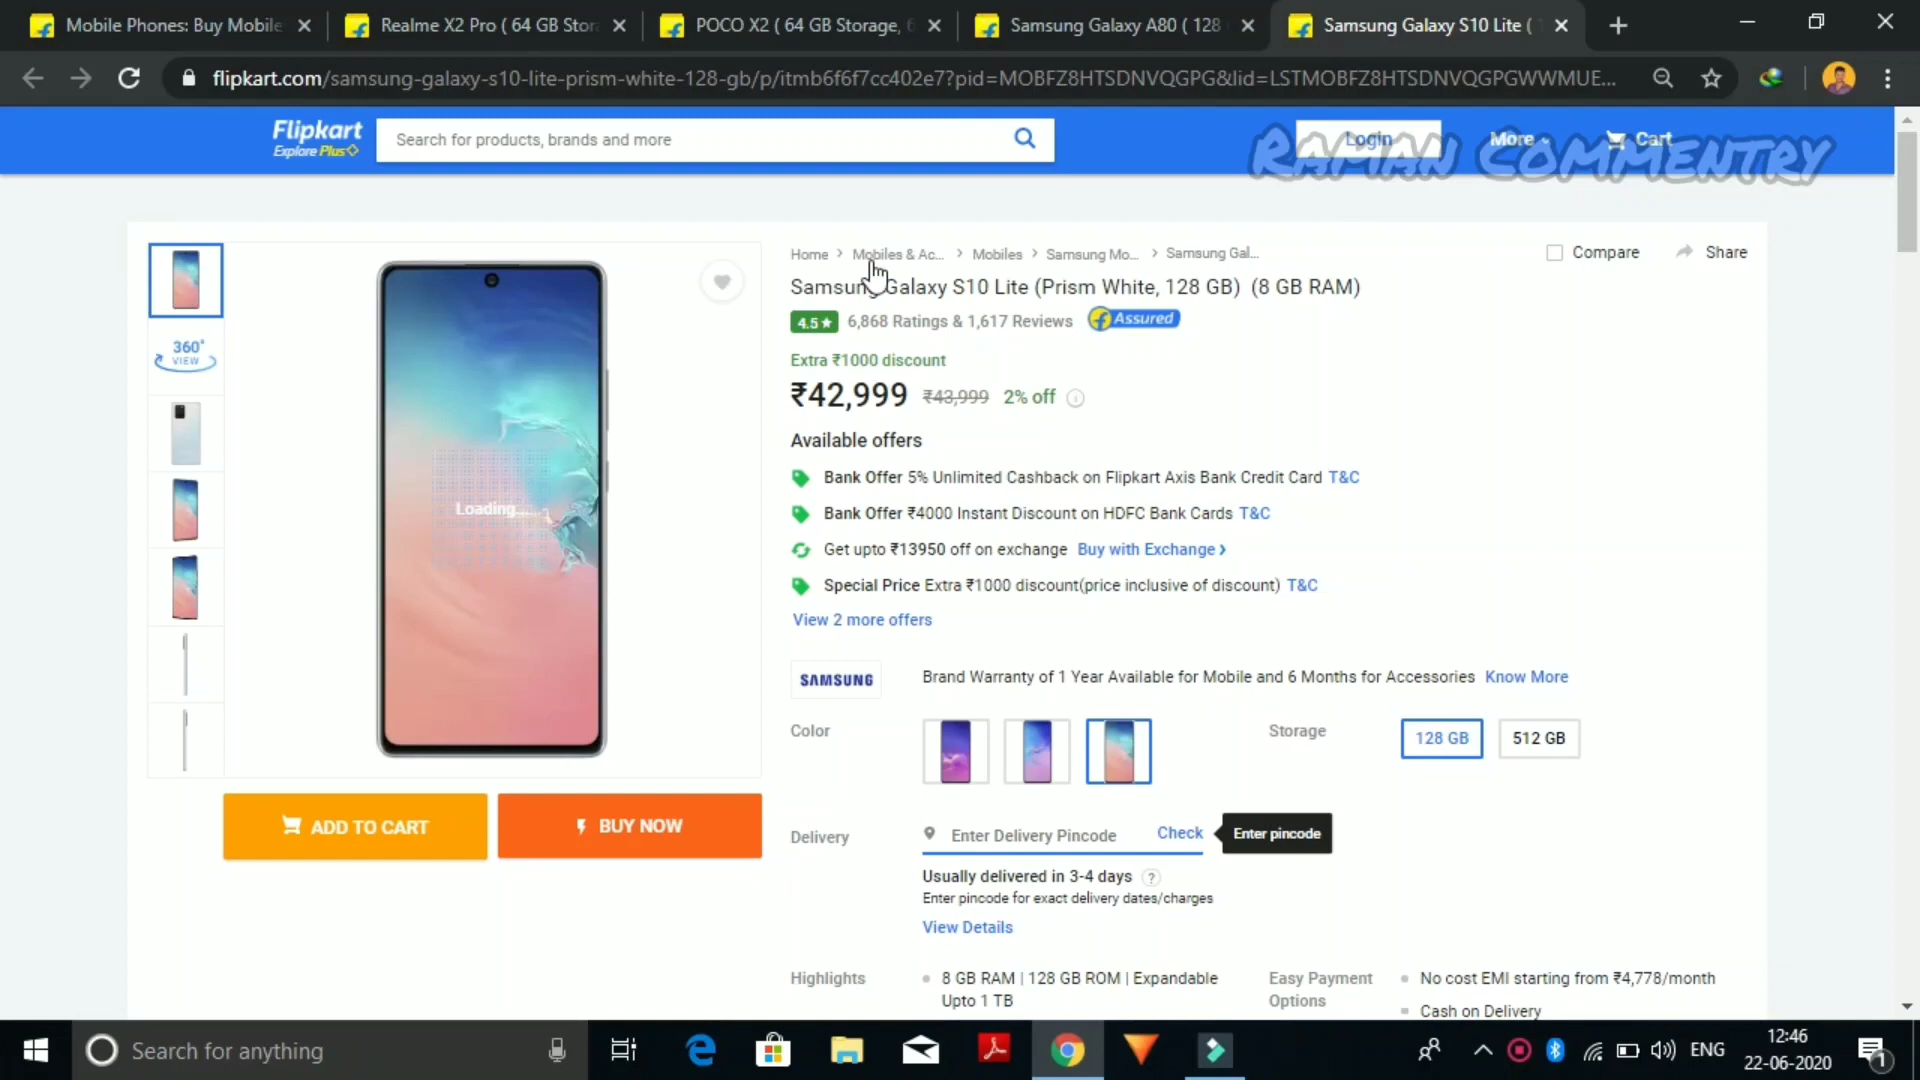 Mobile Phones: Buy Mobile
Realme X2 Pro ( 64 GB Stor
POCO X2 ( 64 GB Storage, 6
Samsung Galaxy A80 ( 128
Samsung Galaxy S10 Lite (
flipkart.com/samsung-galaxy-s10-lite-prism-white-128-gb/p/itmb6f6f7cc402e7?pid=MOBFZ8HTSDNVQGPG&lid=LSTMOBFZ8HTSDNVQGPGWWMUE...
Flipkart
Explore Plus
Search for products, brands and more
Login
More
Cart
RAMAN COMMENTRY
Home
Mobiles & Ac...
Mobiles
Samsung Mo...
Samsung Gal...
Compare
Share
Samsung Galaxy S10 Lite (Prism White, 128 GB) (8 GB RAM)
4.5★ 6,868 Ratings & 1,617 Reviews Assured
Extra ₹1000 discount
₹42,999 ₹43,999 2% off
Available offers
Bank Offer 5% Unlimited Cashback on Flipkart Axis Bank Credit Card T&C
Bank Offer ₹4000 Instant Discount on HDFC Bank Cards T&C
Get upto ₹13950 off on exchange Buy with Exchange
Special Price Extra ₹1000 discount(price inclusive of discount) T&C
View 2 more offers
360°
VIEW
Loading......
SAMSUNG
Brand Warranty of 1 Year Available for Mobile and 6 Months for Accessories Know More
Color
Storage
128 GB
512 GB
ADD TO CART
BUY NOW
Delivery
Enter Delivery Pincode
Check
Enter pincode
Usually delivered in 3-4 days ?
Enter pincode for exact delivery dates/charges
View Details
Highlights
8 GB RAM | 128 GB ROM | Expandable
Upto 1 TB
Easy Payment
Options
No cost EMI starting from ₹4,778/month
Cash on Delivery
Search for anything
ENG
12:46
22-06-2020
1